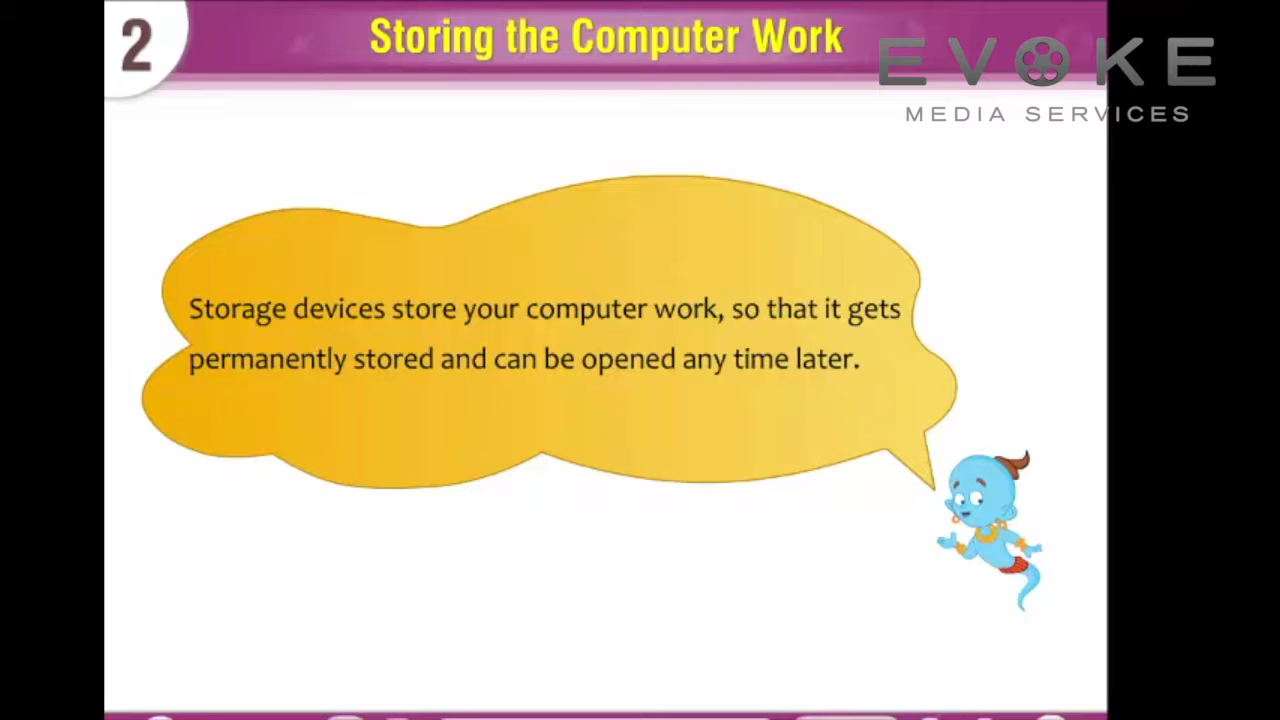 2
Storing the Computer Work
EVOKE
MEDIA SERVICES
Storage devices store your computer work, so that it gets
permanently stored and can be opened any time later.